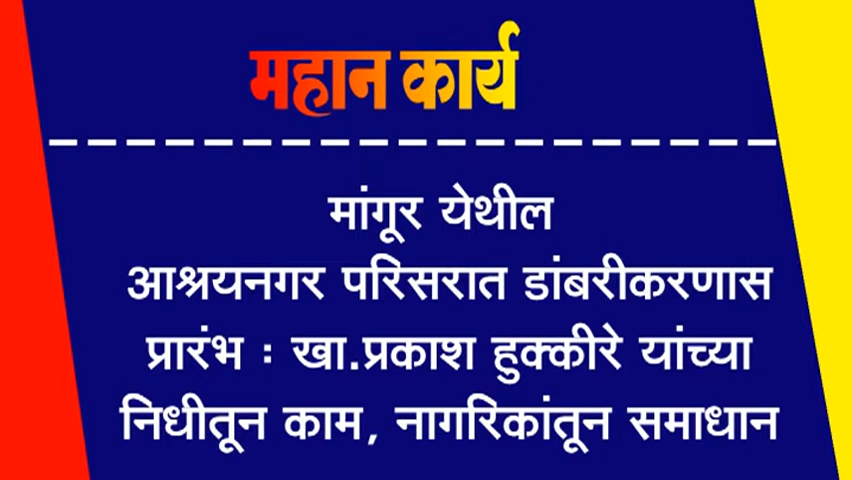 महान कार्य
मांगूर येथील
आश्रयनगर परिसरात डांबरीकरणास
प्रारंभ : खा.प्रकाश हुक्कीरे यांच्या
निधीतून काम, नागरिकांतून समाधान